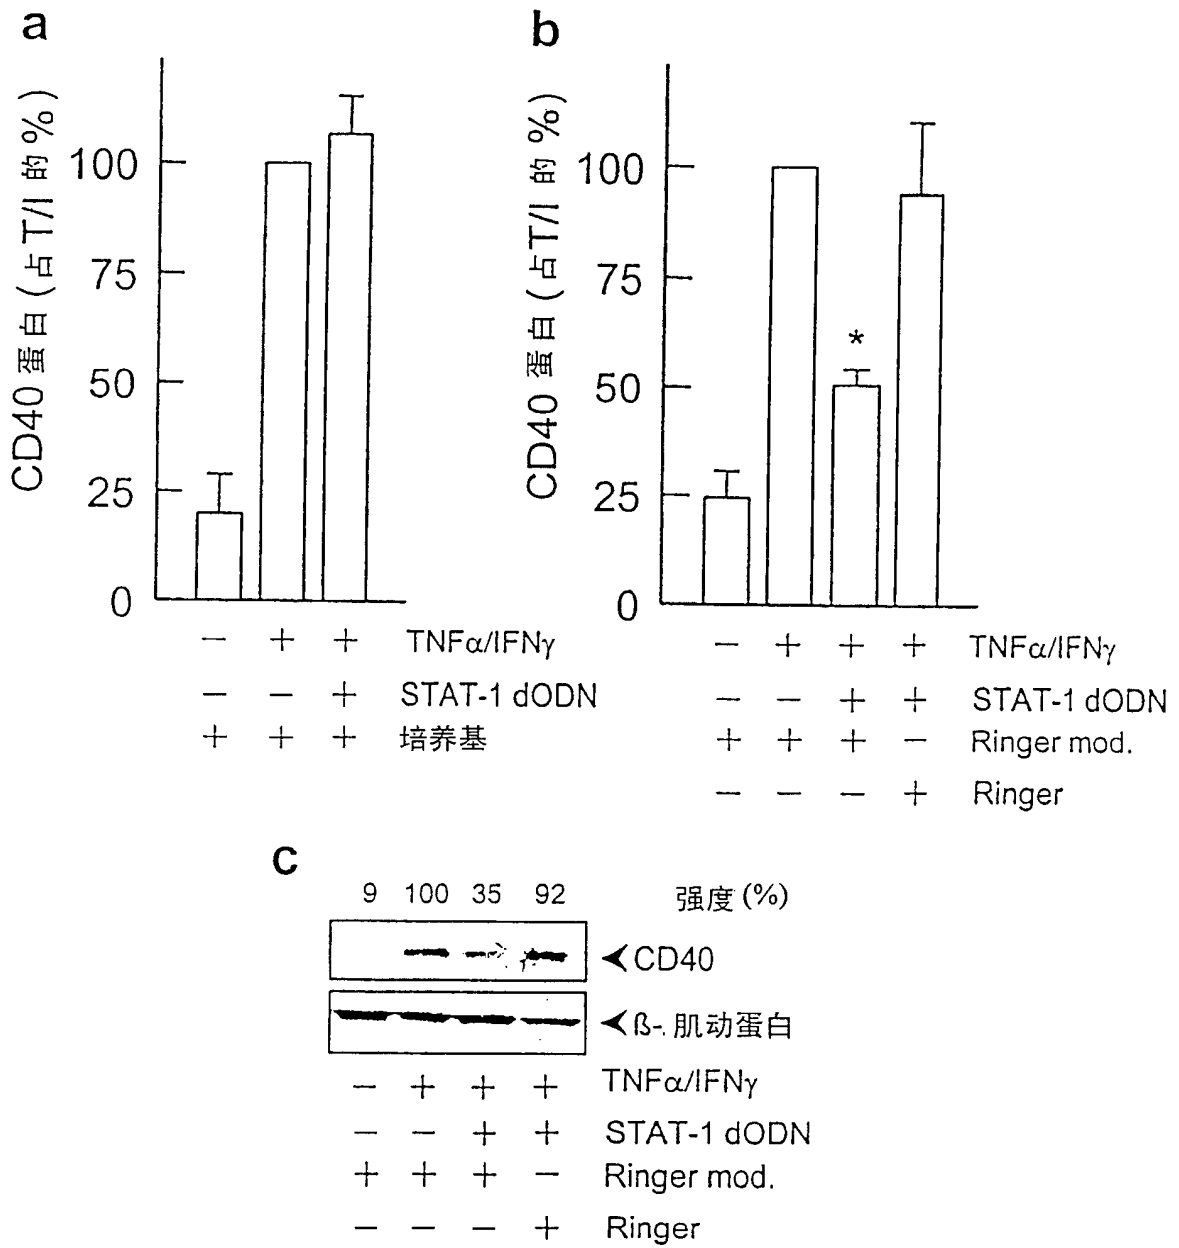 a
CD40 蛋白 (占T/I 的 %)
100
75
50
25
0
− + + TNFα/IFNγ
− − + STAT-1 dODN
+ + + 培养基
b
CD40 蛋白 (占T/I 的 %)
100
75
50
25
0
*
− + + + TNFα/IFNγ
− − + + STAT-1 dODN
+ + + − Ringer mod.
− − − + Ringer
c
9 100 35 92 强度 (%)
CD40
ß-. 肌动蛋白
− + + + TNFα/IFNγ
− − + + STAT-1 dODN
+ + + − Ringer mod.
− − − + Ringer